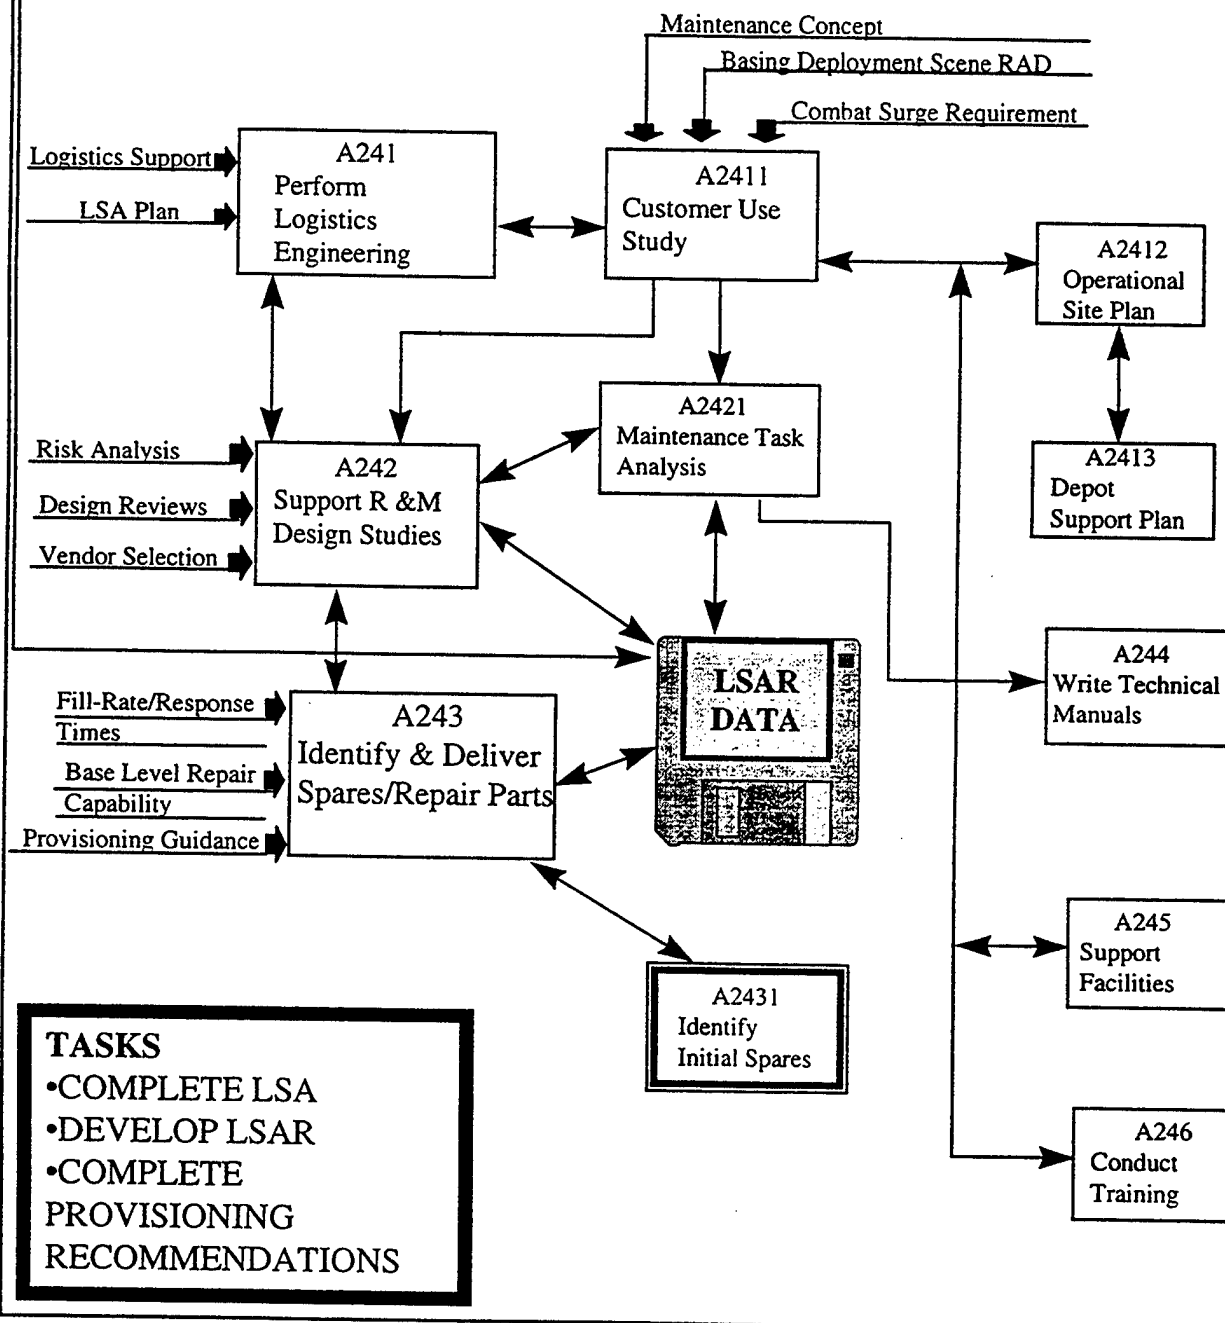 Maintenance Concept
Basing Deployment Scene RAD
Combat Surge Requirement
Logistics Support
LSA Plan
A241
Perform
Logistics
Engineering
A2411
Customer Use
Study
A2412
Operational
Site Plan
A2421
Maintenance Task
Analysis
A2413
Depot
Support Plan
Risk Analysis
Design Reviews
Vendor Selection
A242
Support R &M
Design Studies
LSAR
DATA
A244
Write Technical
Manuals
Fill-Rate/Response
Times
Base Level Repair
Capability
Provisioning Guidance
A243
Identify & Deliver
Spares/Repair Parts
A245
Support
Facilities
A2431
Identify
Initial Spares
A246
Conduct
Training
TASKS
•COMPLETE LSA
•DEVELOP LSAR
•COMPLETE
PROVISIONING
RECOMMENDATIONS